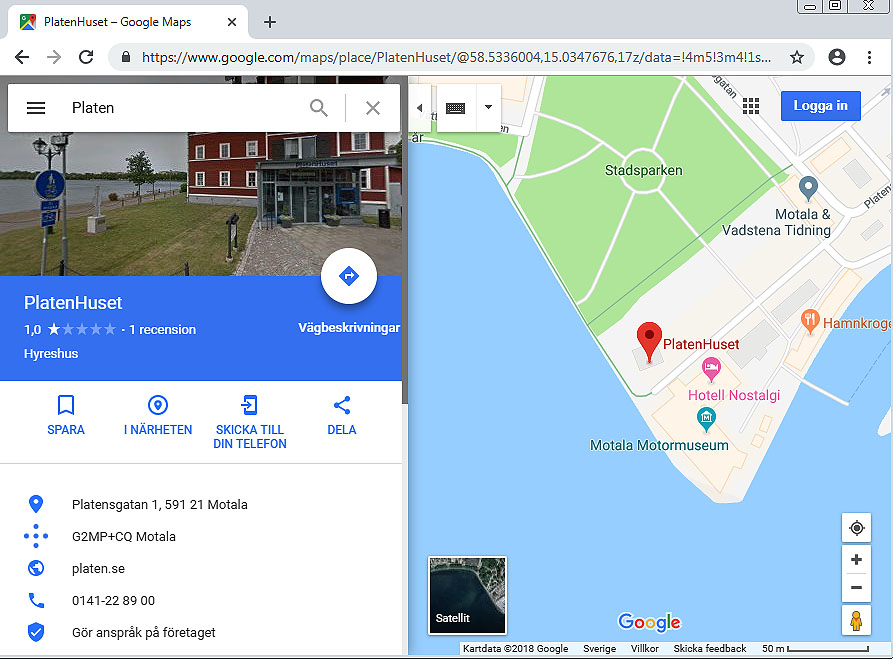 PlatenHuset – Google Maps
https://www.google.com/maps/place/PlatenHuset/@58.5336004,15.0347676,17z/data=!4m5!3m4!1s...
Platen
Logga in
PlatenHuset
PlatenHuset
1,0 · 1 recension
Hyreshus
Vägbeskrivningar
SPARA
I NÄRHETEN
SKICKA TILL
DIN TELEFON
DELA
Platensgatan 1, 591 21 Motala
G2MP+CQ Motala
platen.se
0141-22 89 00
Gör anspråk på företaget
Stadsparken
Motala &
Vadstena Tidning
Platen
Hamnkroge
PlatenHuset
Hotell Nostalgi
Motala Motormuseum
Satellit
Google
Kartdata ©2018 Google Sverige Villkor Skicka feedback 50 m